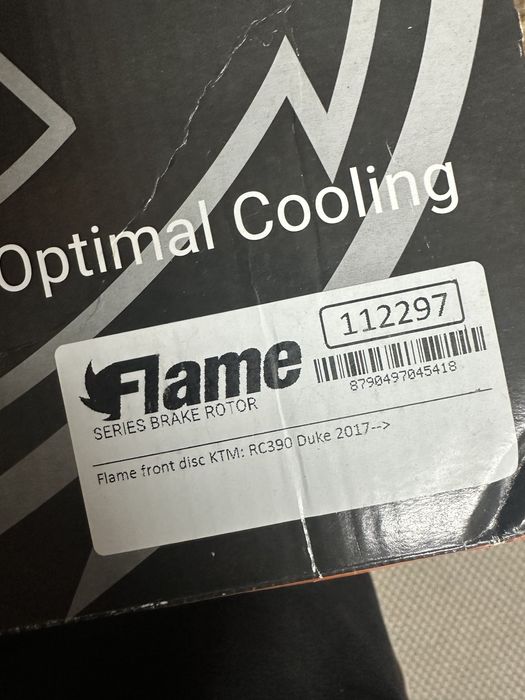 Optimal Cooling
112297
Flame
8790497045418
SERIES BRAKE ROTOR
Flame front disc KTM: RC390 Duke 2017-->